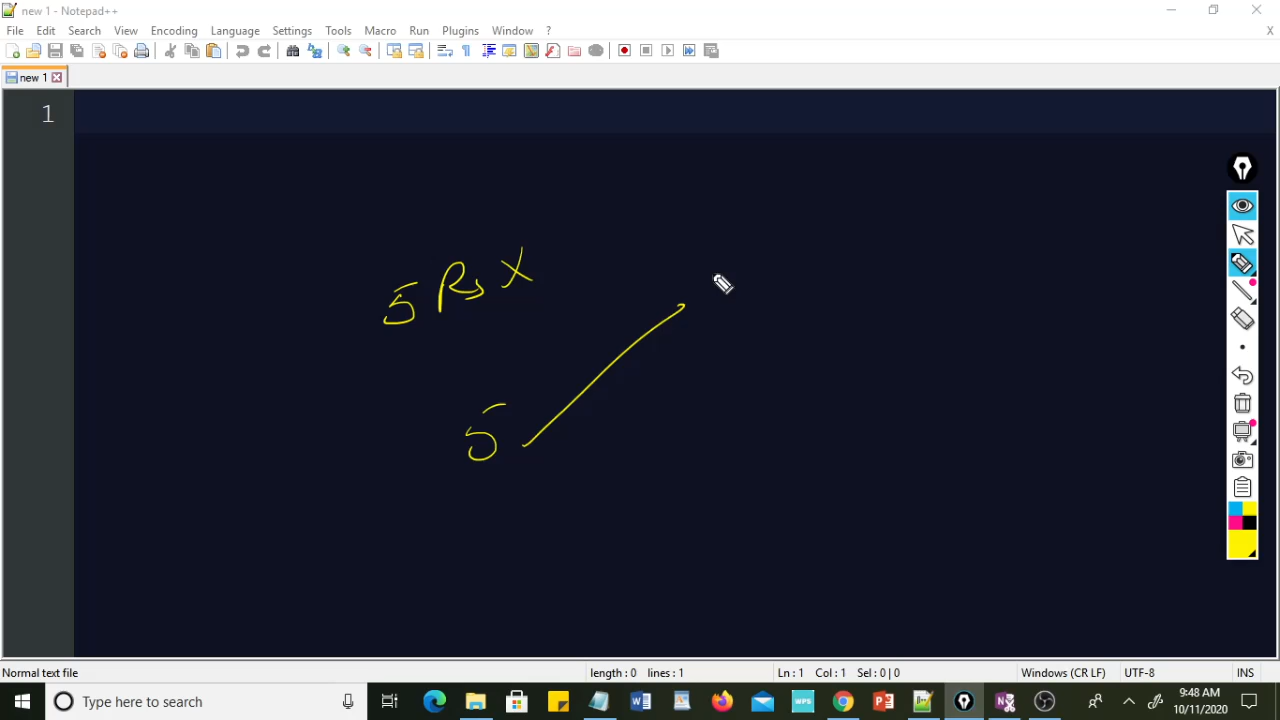 new 1 - Notepad++
File Edit Search View Encoding Language Settings Tools Macro Run Plugins Window ? X
new 1
1
5 Rs X
5
Normal text file length : 0 lines : 1 Ln : 1 Col : 1 Sel : 0 | 0 Windows (CR LF) UTF-8 INS
Type here to search
WPS
9:48 AM
10/11/2020